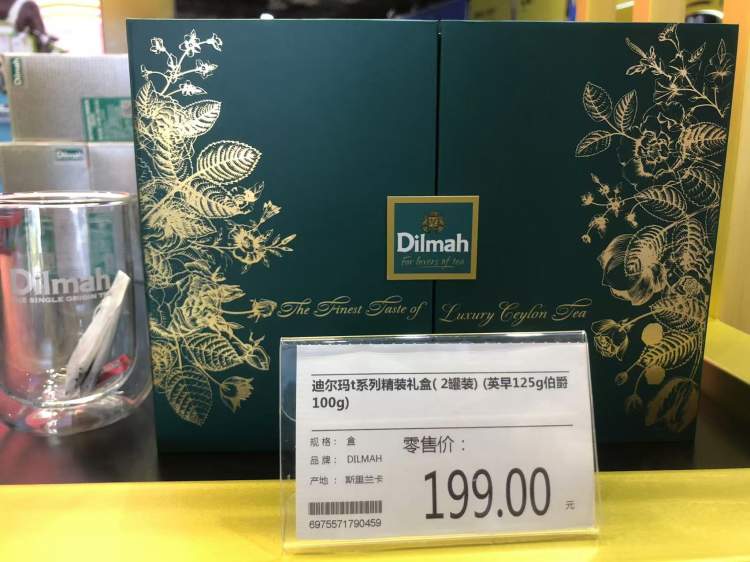 Dilmah
Dilmah
Dilmah
THE SINGLE ORIGIN TEA
Dilmah
For lovers of tea
The Finest Taste of Luxury Ceylon Tea
迪尔玛t系列精装礼盒( 2罐装) (英早125g伯爵
100g)
规格： 盒
零售价：
品牌： DILMAH
产地： 斯里兰卡
199.00 元
6975571790459